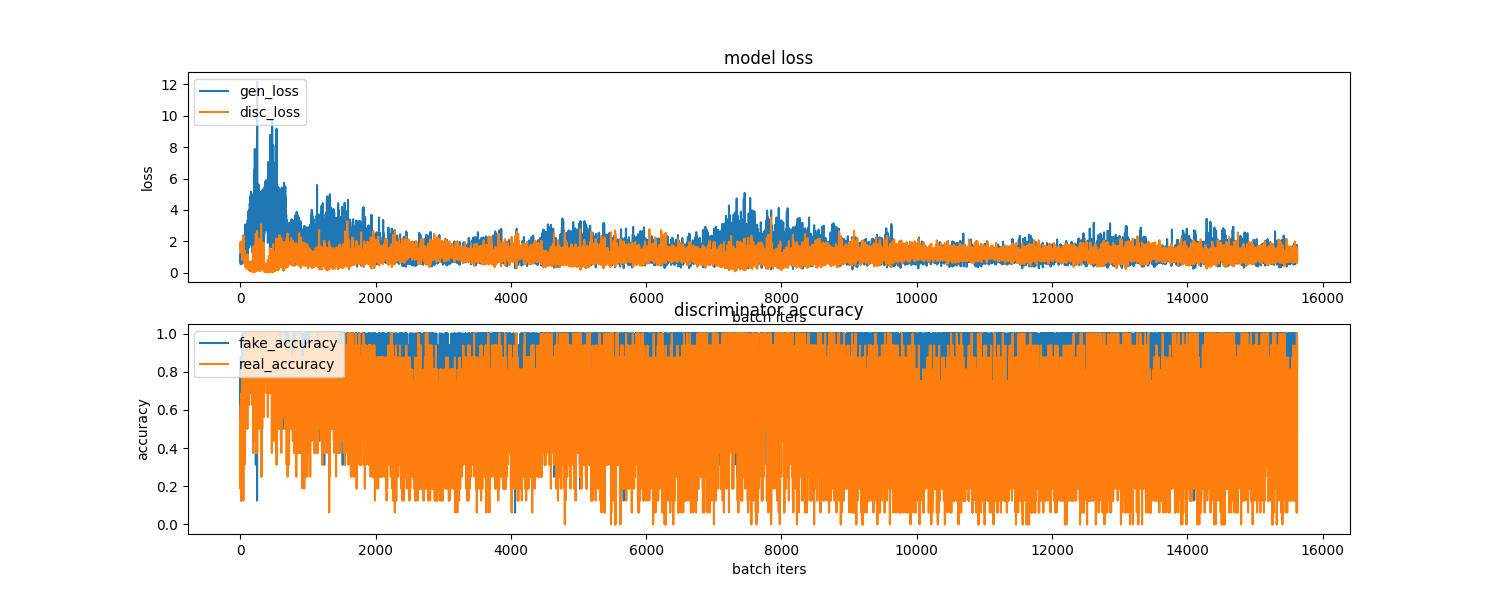 model loss
12
10
8
6
4
2
0
loss
gen_loss
disc_loss
0 2000 4000 6000 8000 10000 12000 14000 16000
batch iters
discriminator accuracy
1.0
0.8
0.6
0.4
0.2
0.0
accuracy
fake_accuracy
real_accuracy
0 2000 4000 6000 8000 10000 12000 14000 16000
batch iters